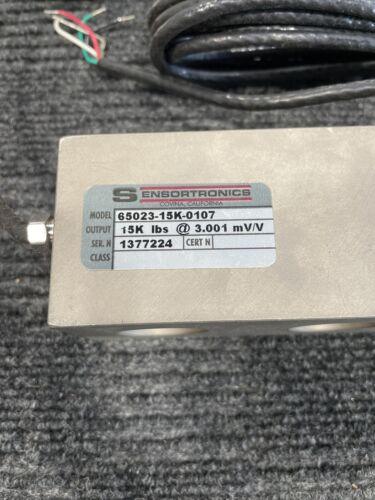 SENSORTRONICS
COVINA, CALIFORNIA
MODEL 65023-15K-0107
OUTPUT 15K lbs @ 3.001 mV/V
SER. N 1377224 CERT N
CLASS